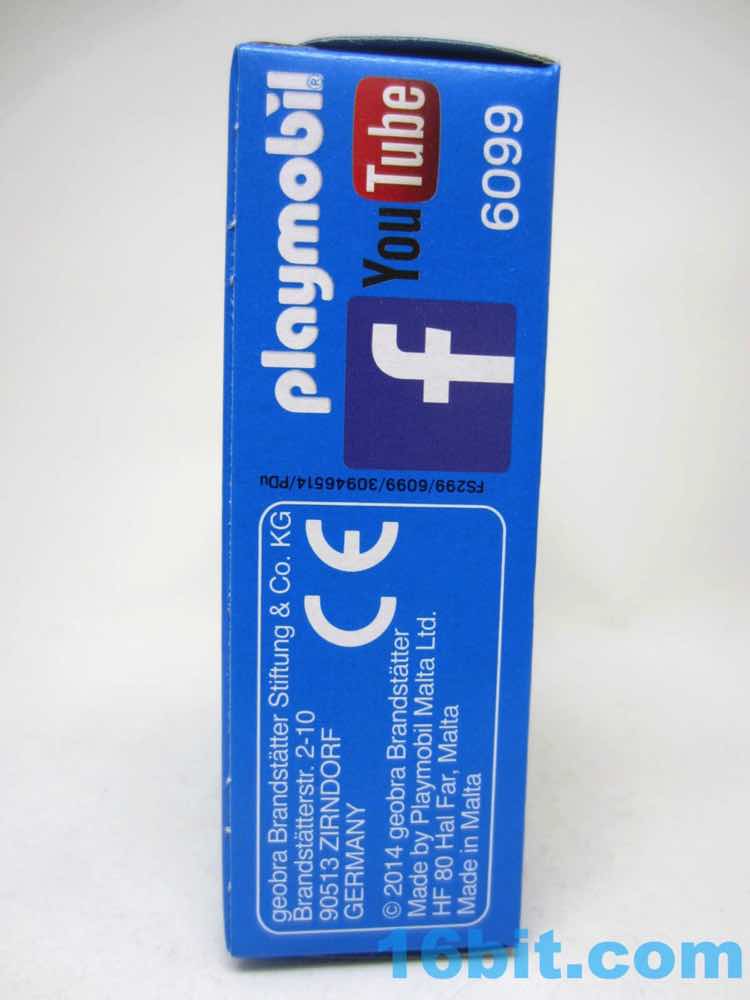 playmobil®
YouTube
f
6099
FS299/6099/30946514/PDu
geobra Brandstätter Stiftung & Co. KG
Brandstätterstr. 2-10
90513 ZIRNDORF
GERMANY
CE
© 2014 geobra Brandstätter
Made by Playmobil Malta Ltd.
HF 80 Hal Far, Malta
Made in Malta
16bit.com